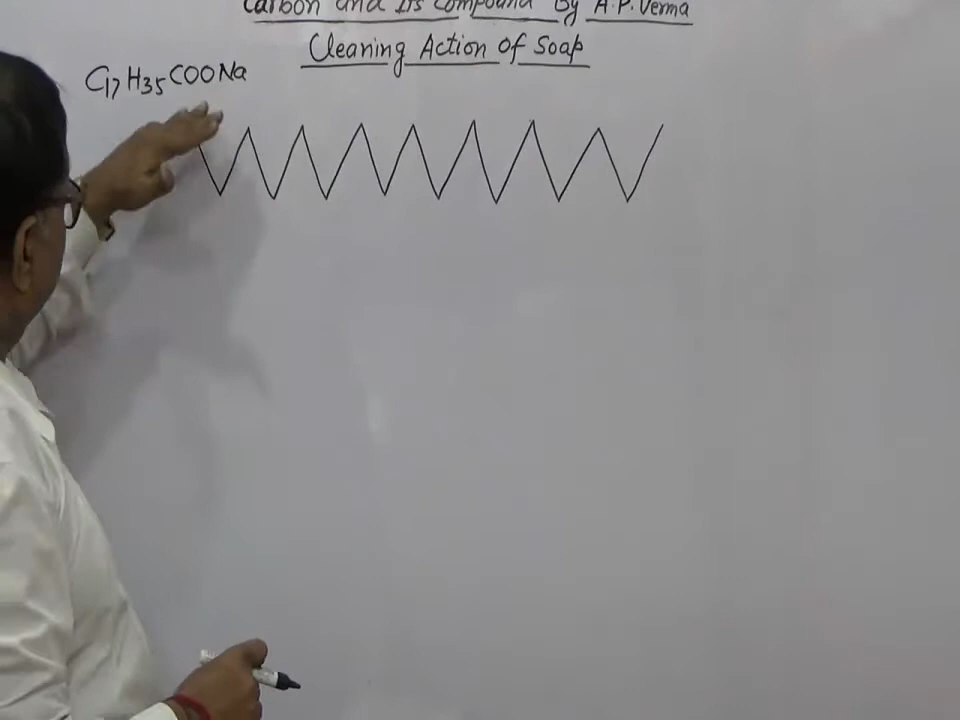 Carbon and Its Compound By A.P. Verma
Cleaning Action of Soap
C17H35COONa